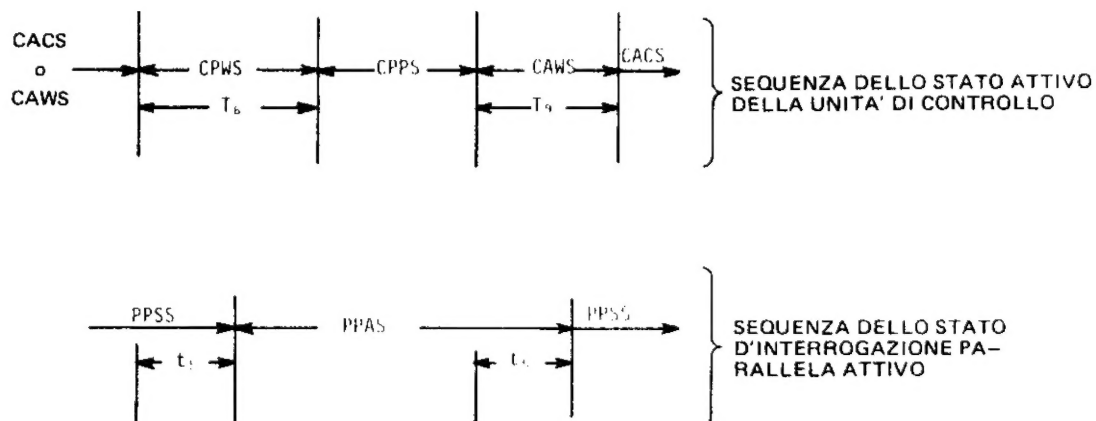 CACS
o
CAWS
CPWS
CPPS
CAWS
CACS
T₆
T₉
SEQUENZA DELLO STATO ATTIVO
DELLA UNITA' DI CONTROLLO
PPSS
PPAS
PPSS
SEQUENZA DELLO STATO
D'INTERROGAZIONE PA–
RALLELA ATTIVO